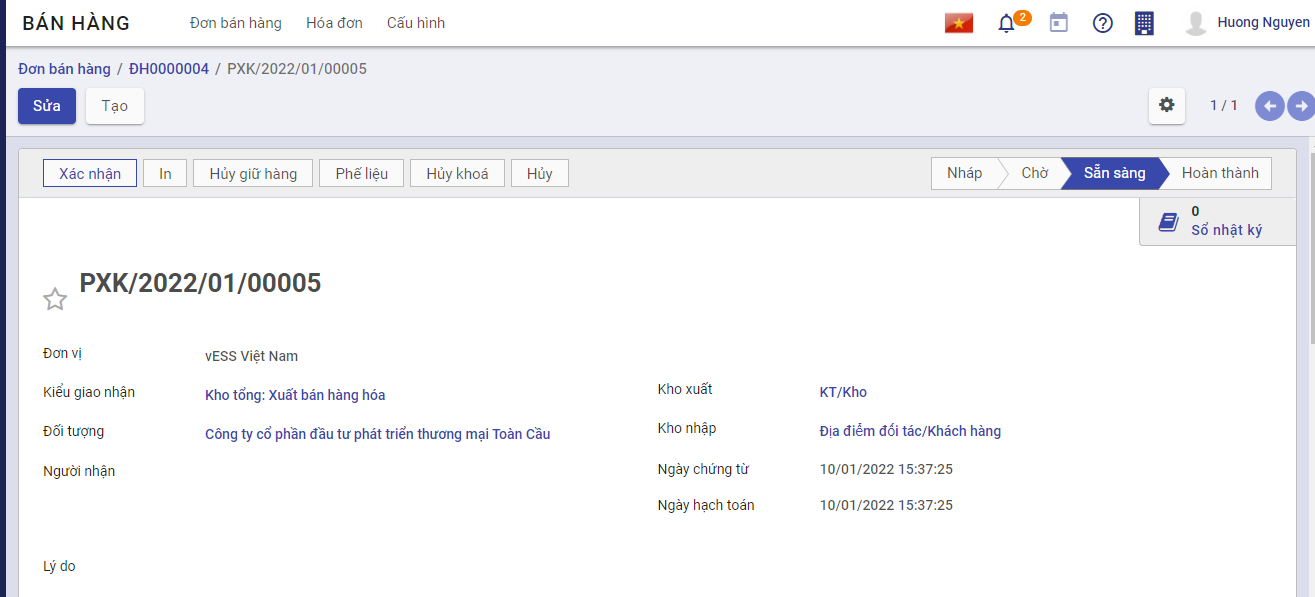 BÁN HÀNG Đơn bán hàng Hóa đơn Cấu hình 2 Huong Nguyen
Đơn bán hàng / ĐH0000004 / PXK/2022/01/00005
Sửa Tạo 1 / 1
Xác nhận In Hủy giữ hàng Phế liệu Hủy khoá Hủy Nháp Chờ Sẵn sàng Hoàn thành
0
Sổ nhật ký
PXK/2022/01/00005
Đơn vị vESS Việt Nam
Kiểu giao nhận Kho tổng: Xuất bán hàng hóa Kho xuất KT/Kho
Đối tượng Công ty cổ phần đầu tư phát triển thương mại Toàn Cầu Kho nhập Địa điểm đối tác/Khách hàng
Người nhận Ngày chứng từ 10/01/2022 15:37:25
Ngày hạch toán 10/01/2022 15:37:25
Lý do